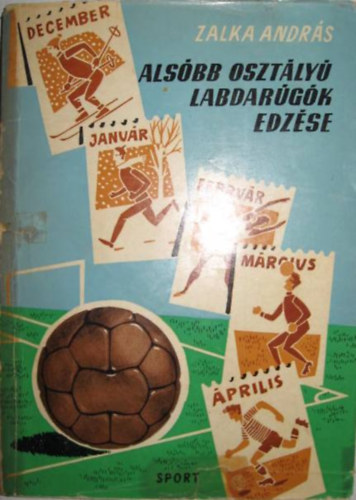 DECEMBER
ZALKA ANDRÁS
ALSÓBB OSZTÁLYÚ
LABDARÚGÓK
EDZÉSE
JANUÁR
FEBRUÁR
MÁRCIUS
ÁPRILIS
SPORT